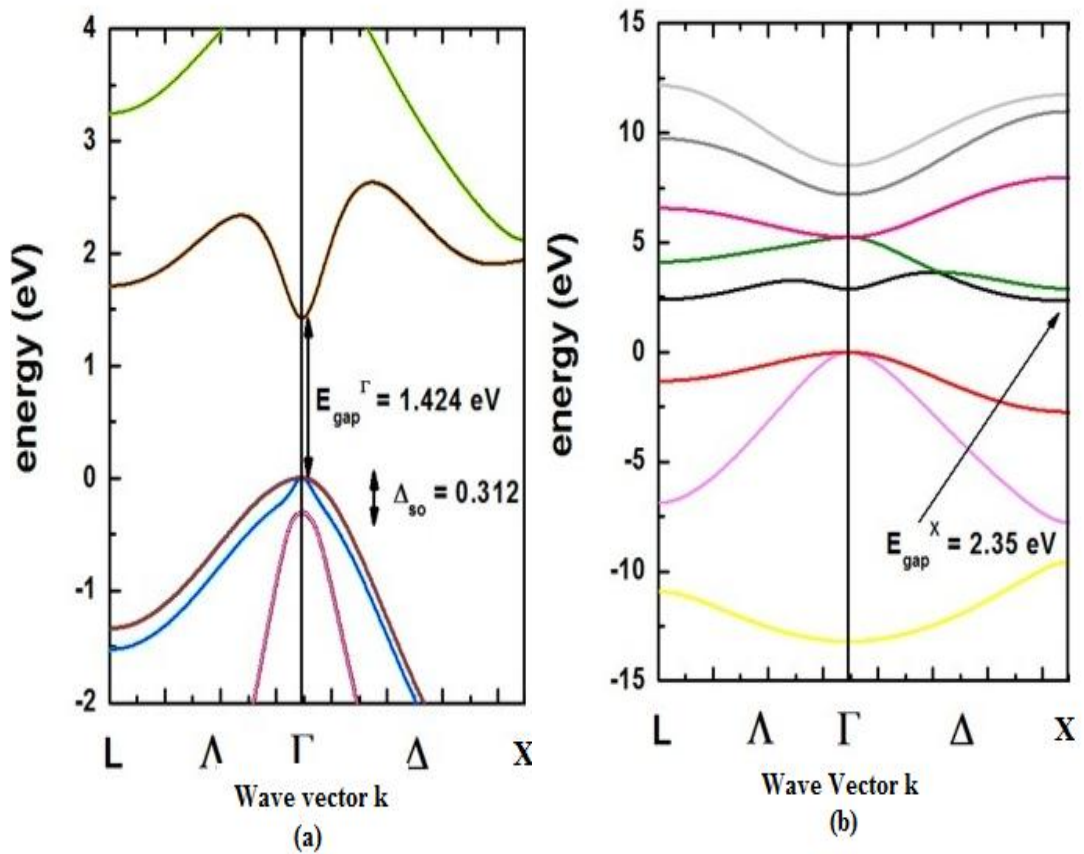 4
3
2
1
0
-1
-2
energy (eV)
E_gap^Γ = 1.424 eV
Δ_so = 0.312
L Λ Γ Δ X
Wave vector k
(a)
15
10
5
0
-5
-10
-15
energy (eV)
E_gap^X = 2.35 eV
L Λ Γ Δ X
Wave Vector k
(b)